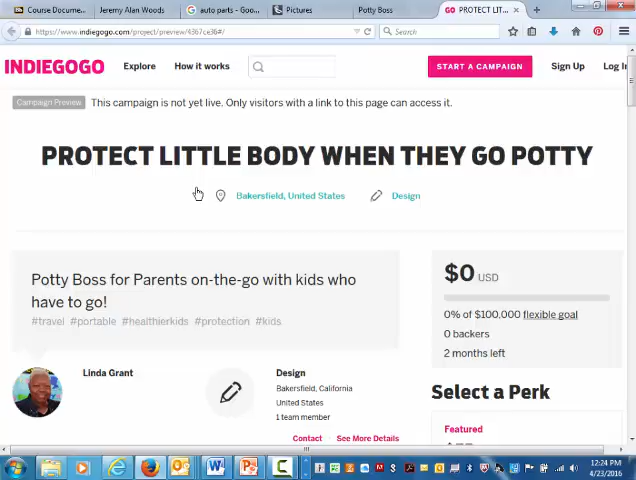 Course Document...
Jeremy Alan Woods
auto parts - Goo...
Pictures
Potty Boss
GO PROTECT LIT...
https://www.indiegogo.com/project/preview/4367ce36#/
Search
INDIEGOGO
Explore
How it works
START A CAMPAIGN
Sign Up
Log In
Campaign Preview This campaign is not yet live. Only visitors with a link to this page can access it.
PROTECT LITTLE BODY WHEN THEY GO POTTY
Bakersfield, United States
Design
Potty Boss for Parents on-the-go with kids who
have to go!
#travel #portable #healthierkids #protection #kids
$0 USD
0% of $100,000 flexible goal
0 backers
2 months left
Linda Grant
Design
Bakersfield, California
United States
1 team member
Contact See More Details
Select a Perk
Featured
12:24 PM
4/23/2016